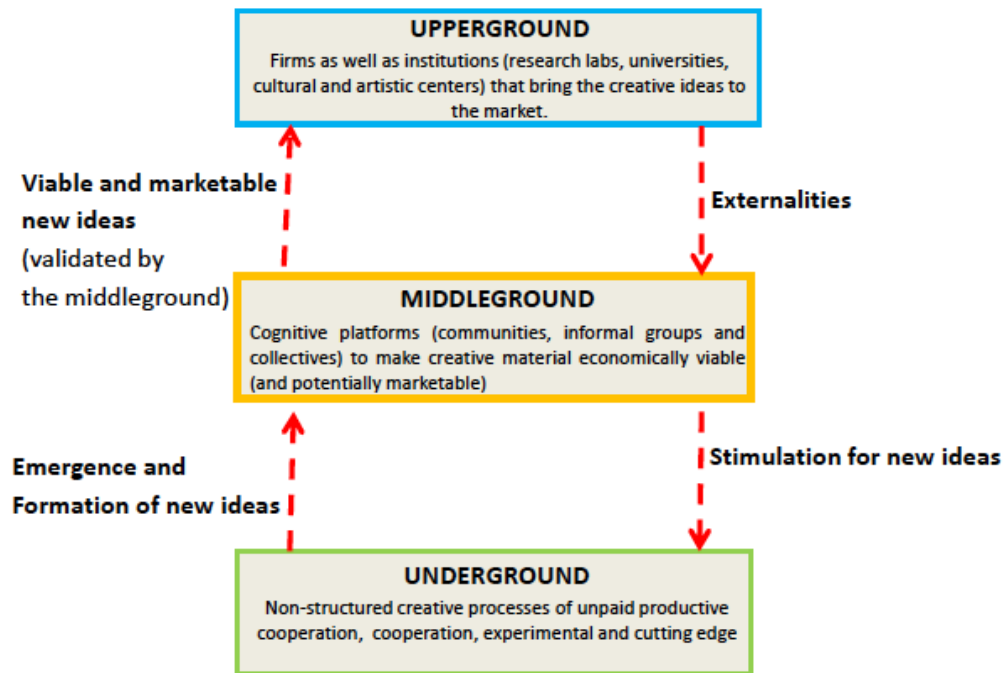 UPPERGROUND
Firms as well as institutions (research labs, universities,
cultural and artistic centers) that bring the creative ideas to
the market.
Viable and marketable
new ideas
(validated by
the middleground)
Externalities
MIDDLEGROUND
Cognitive platforms (communities, informal groups and
collectives) to make creative material economically viable
(and potentially marketable)
Emergence and
Formation of new ideas
Stimulation for new ideas
UNDERGROUND
Non-structured creative processes of unpaid productive
cooperation, cooperation, experimental and cutting edge